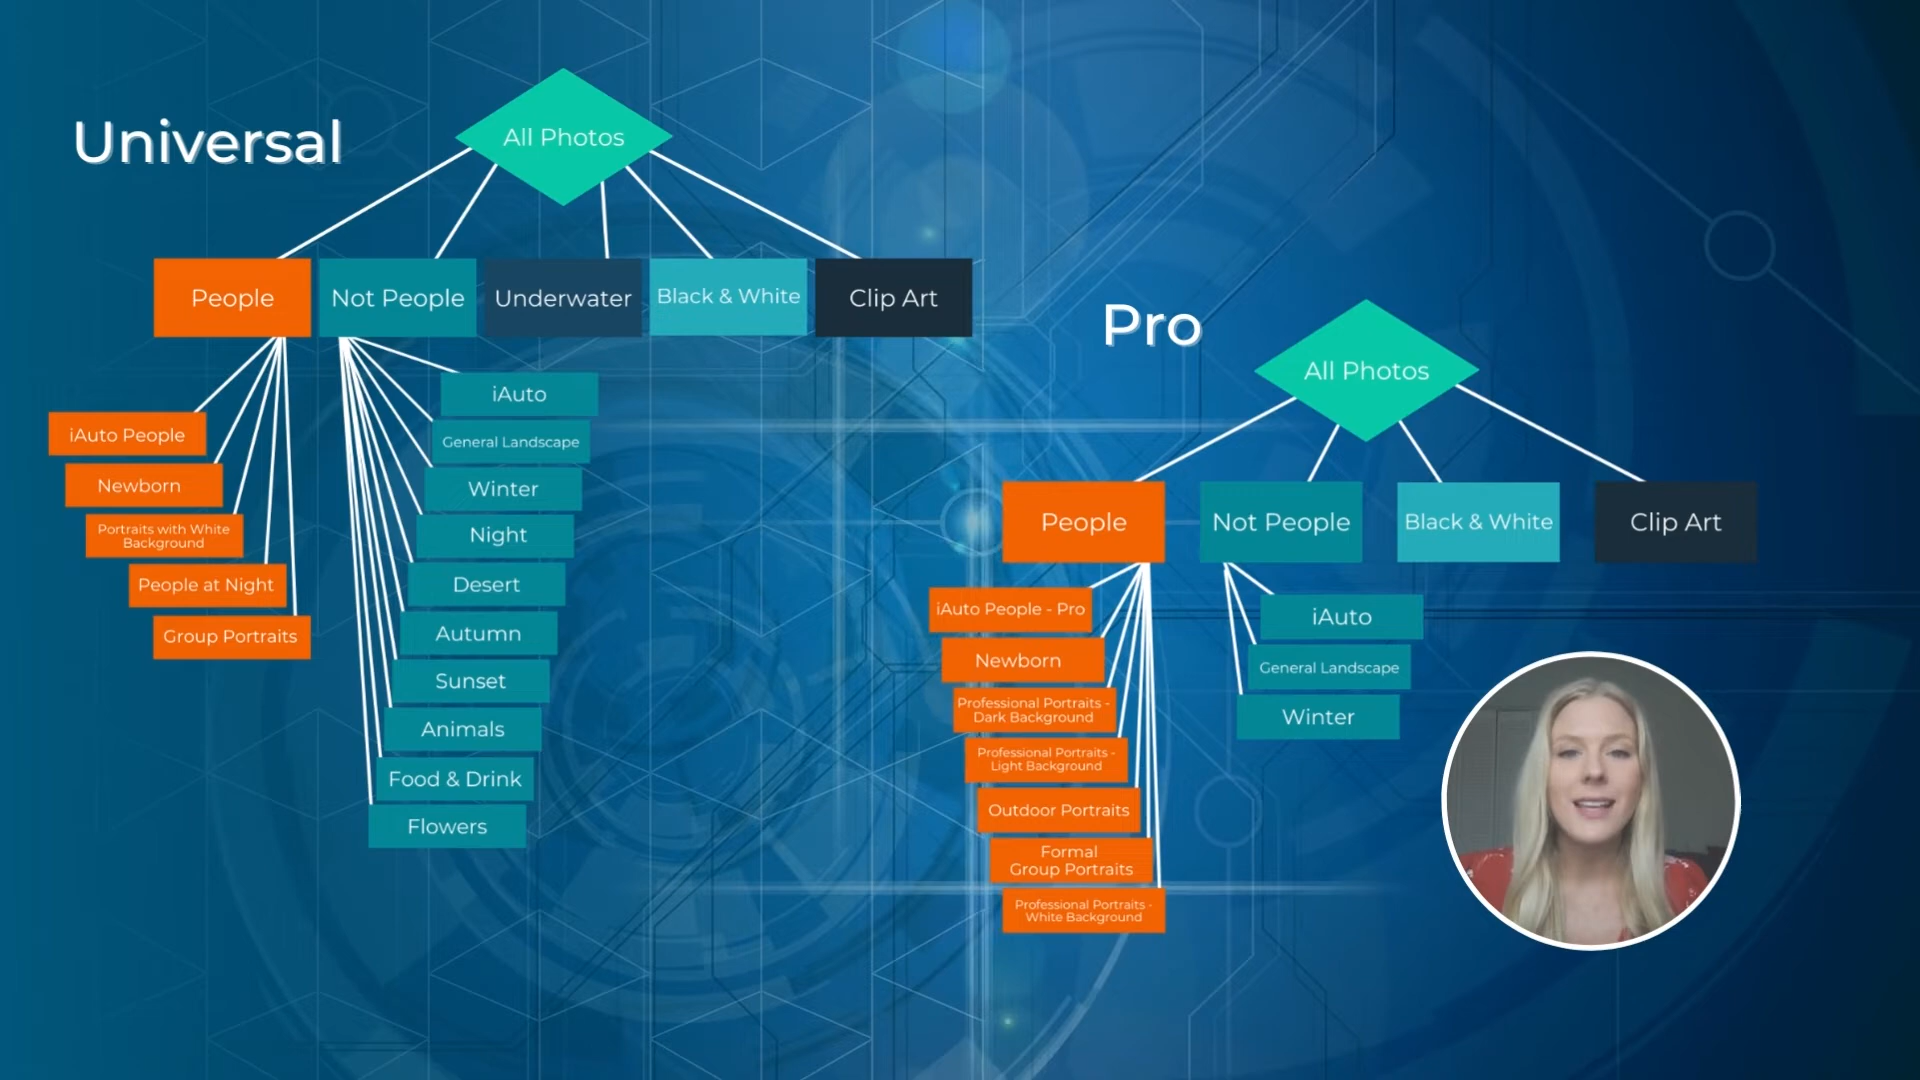 Universal
All Photos
People
Not People
Underwater
Black & White
Clip Art
iAuto People
Newborn
Portraits with White
Background
People at Night
Group Portraits
iAuto
General Landscape
Winter
Night
Desert
Autumn
Sunset
Animals
Food & Drink
Flowers
Pro
All Photos
People
Not People
Black & White
Clip Art
iAuto People - Pro
Newborn
Professional Portraits -
Dark Background
Professional Portraits -
Light Background
Outdoor Portraits
Formal
Group Portraits
Professional Portraits -
White Background
iAuto
General Landscape
Winter